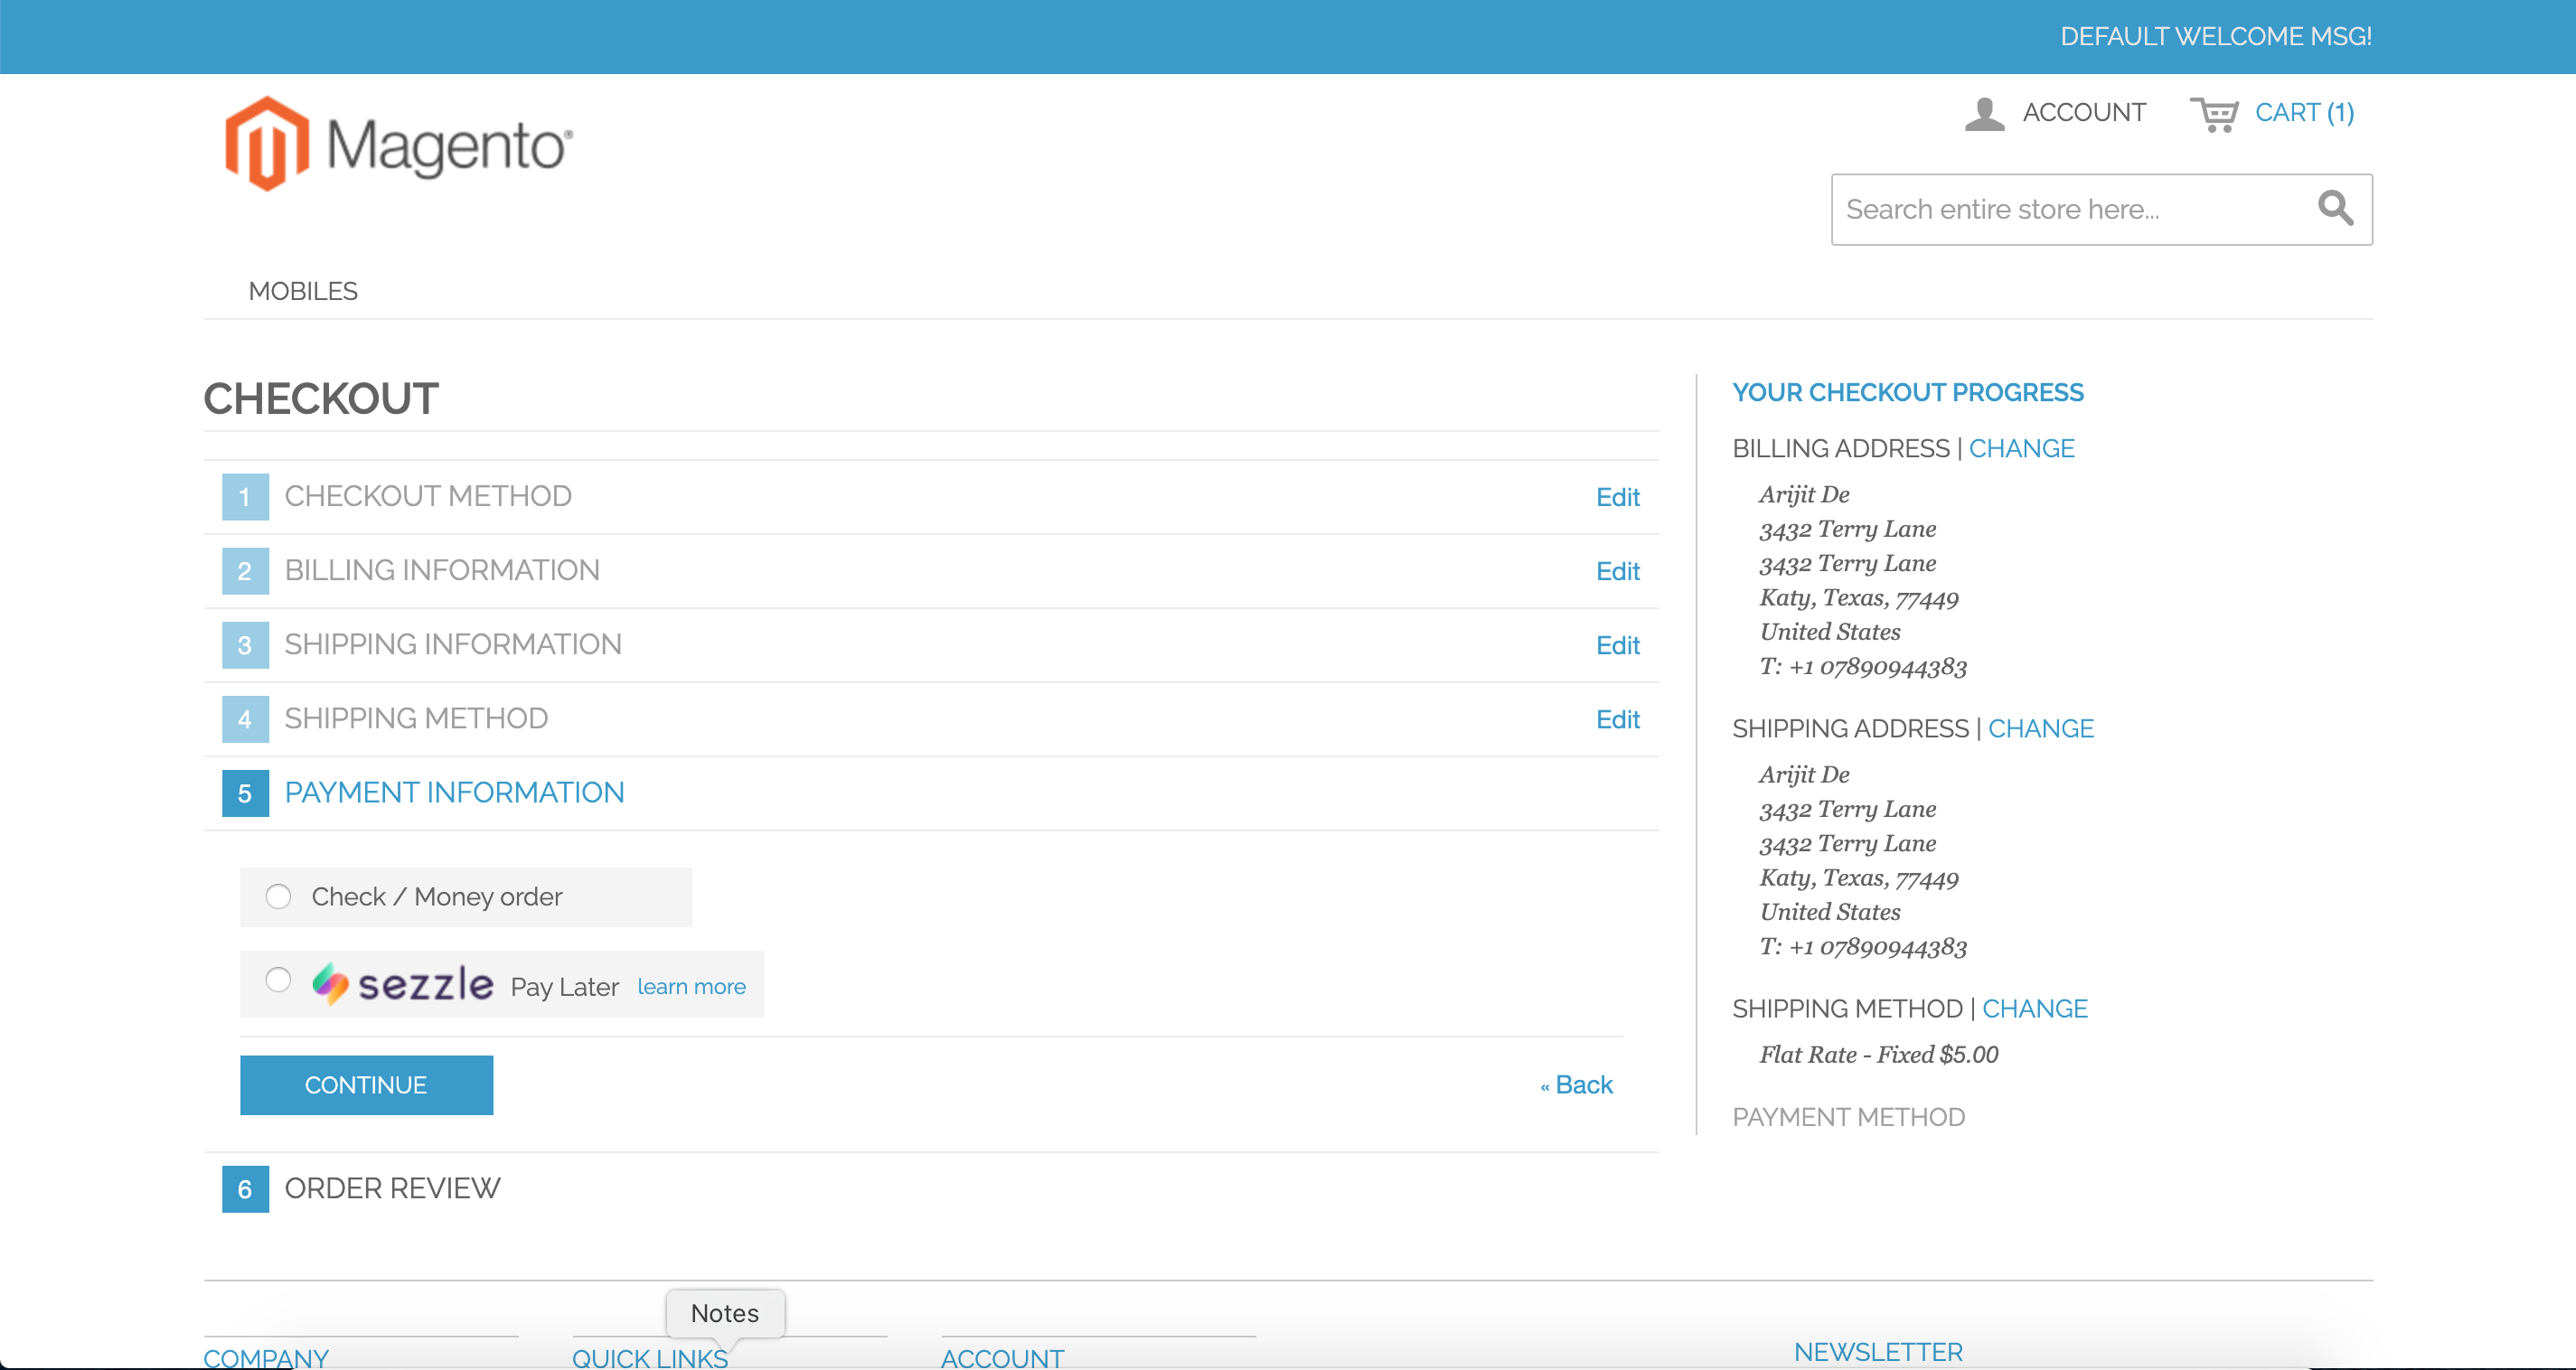 DEFAULT WELCOME MSG!
Magento®
ACCOUNT
CART (1)
Search entire store here...
MOBILES
CHECKOUT
1 CHECKOUT METHOD Edit
2 BILLING INFORMATION Edit
3 SHIPPING INFORMATION Edit
4 SHIPPING METHOD Edit
5 PAYMENT INFORMATION
Check / Money order
sezzle Pay Later learn more
CONTINUE
« Back
6 ORDER REVIEW
YOUR CHECKOUT PROGRESS
BILLING ADDRESS | CHANGE
Arijit De
3432 Terry Lane
3432 Terry Lane
Katy, Texas, 77449
United States
T: +1 07890944383
SHIPPING ADDRESS | CHANGE
Arijit De
3432 Terry Lane
3432 Terry Lane
Katy, Texas, 77449
United States
T: +1 07890944383
SHIPPING METHOD | CHANGE
Flat Rate - Fixed $5.00
PAYMENT METHOD
Notes
COMPANY
QUICK LINKS
ACCOUNT
NEWSLETTER